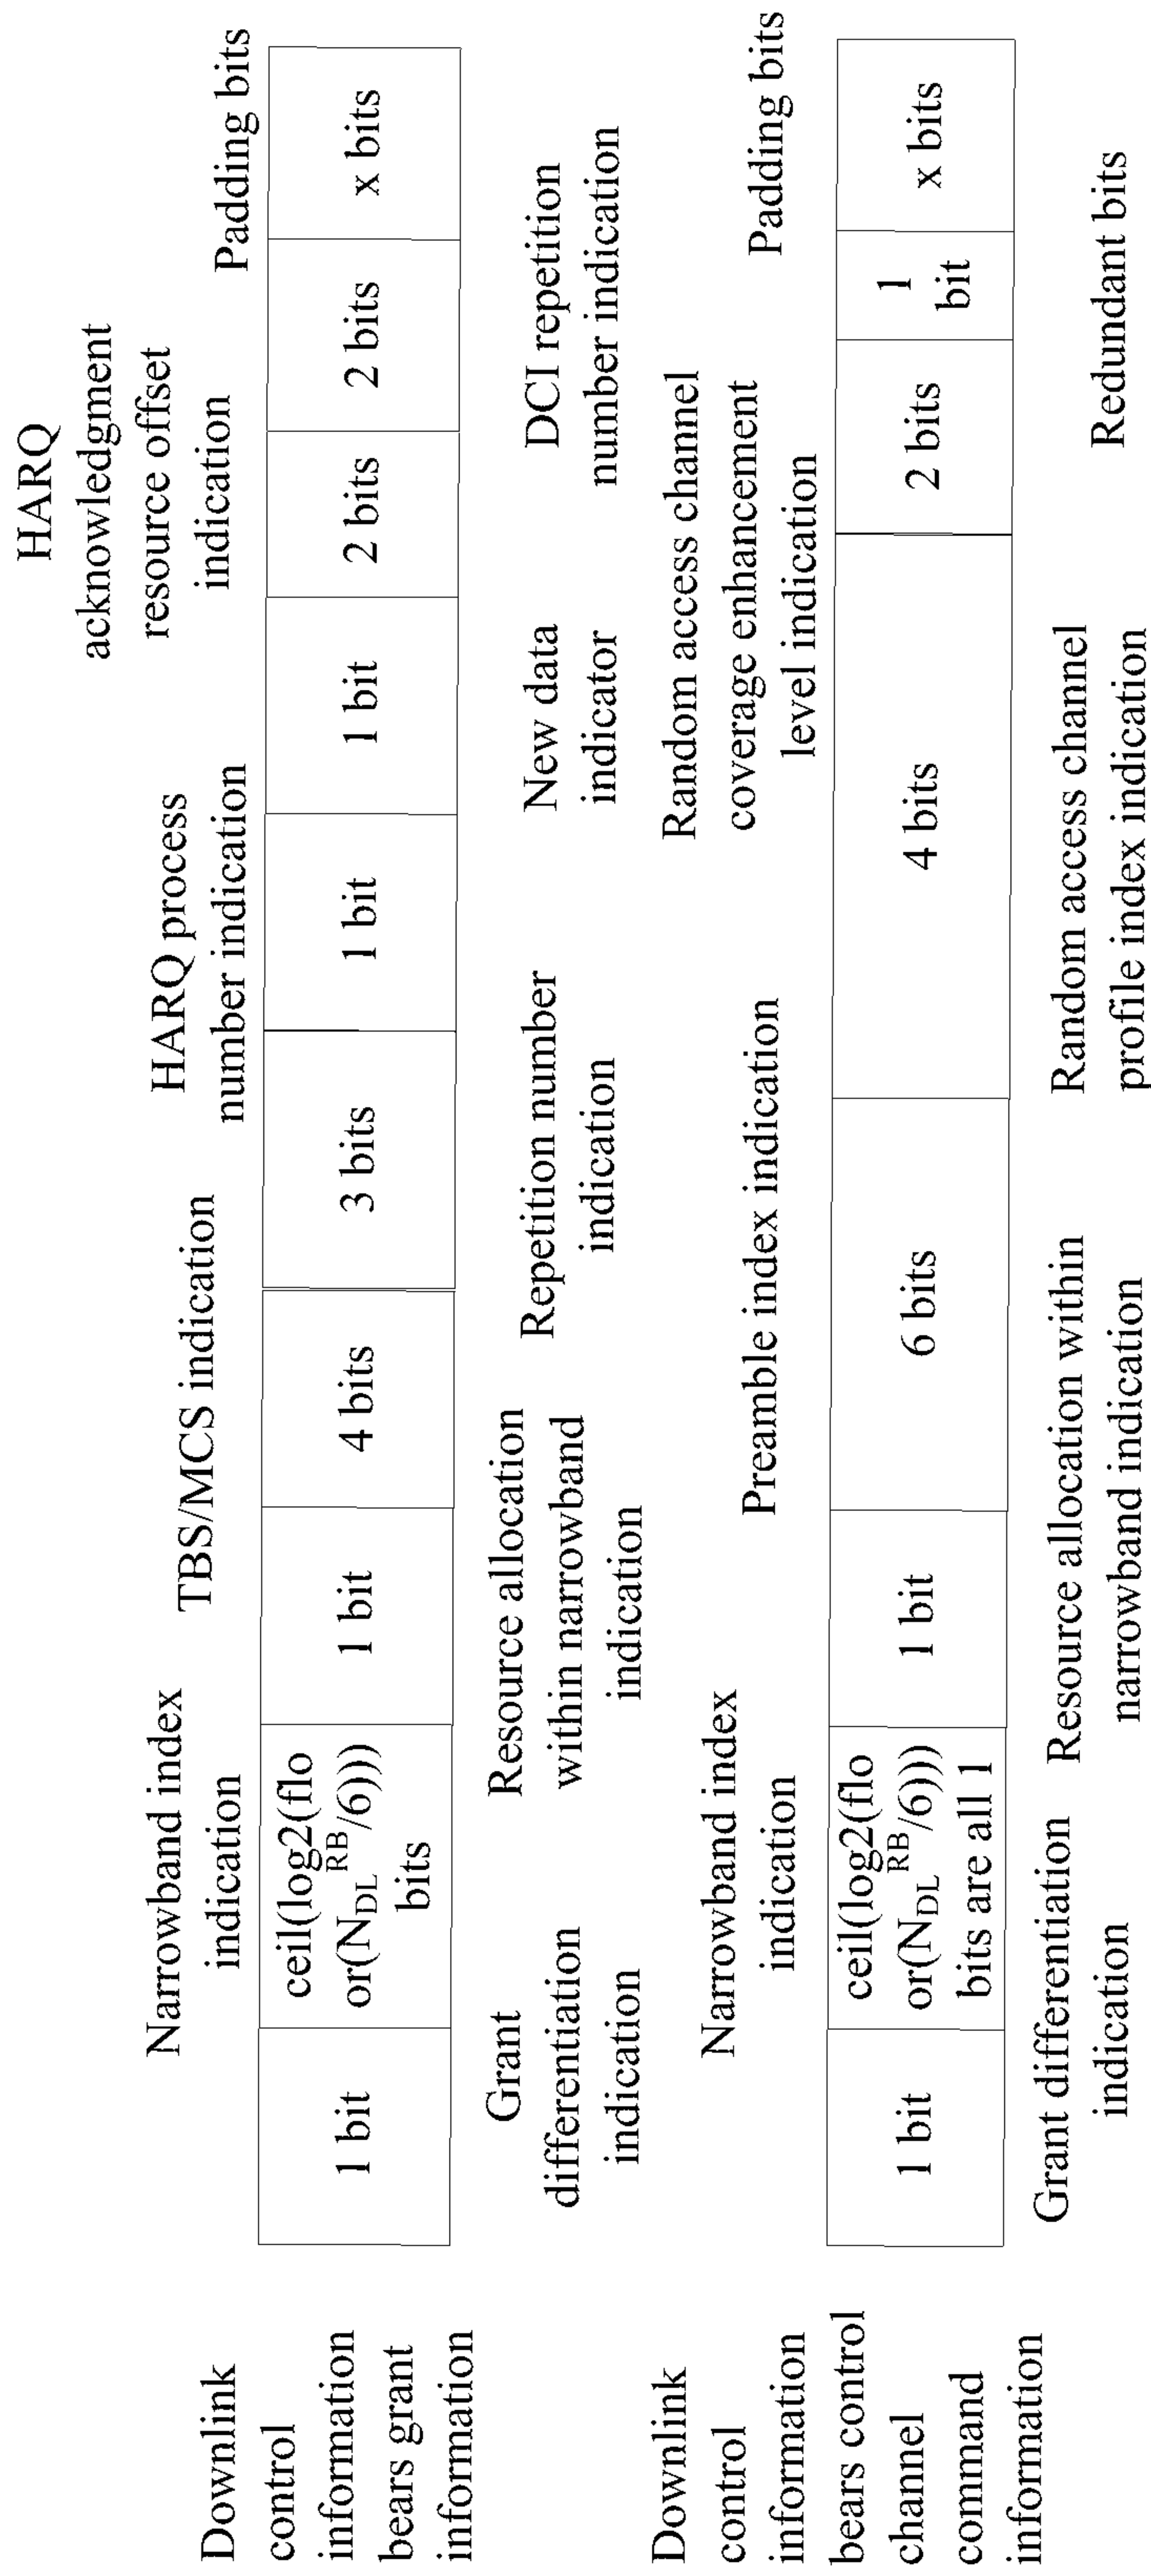 HARQ
acknowledgment
resource offset
indication
Narrowband index
indication
TBS/MCS indication
HARQ process
number indication
Padding bits
Downlink
control
information
bears grant
information
1 bit
ceil(log2(flo
or(N_DL^RB/6)))
bits
1 bit
4 bits
3 bits
1 bit
1 bit
2 bits
2 bits
x bits
Grant
differentiation
indication
Resource allocation
within narrowband
indication
Repetition number
indication
New data
indicator
DCI repetition
number indication
Narrowband index
indication
Preamble index indication
Random access channel
coverage enhancement
level indication
Padding bits
Downlink
control
information
bears control
channel
command
information
1 bit
ceil(log2(flo
or(N_DL^RB/6)))
bits are all 1
1 bit
6 bits
4 bits
2 bits
1
bit
x bits
Grant differentiation
indication
Resource allocation within
narrowband indication
Random access channel
profile index indication
Redundant bits